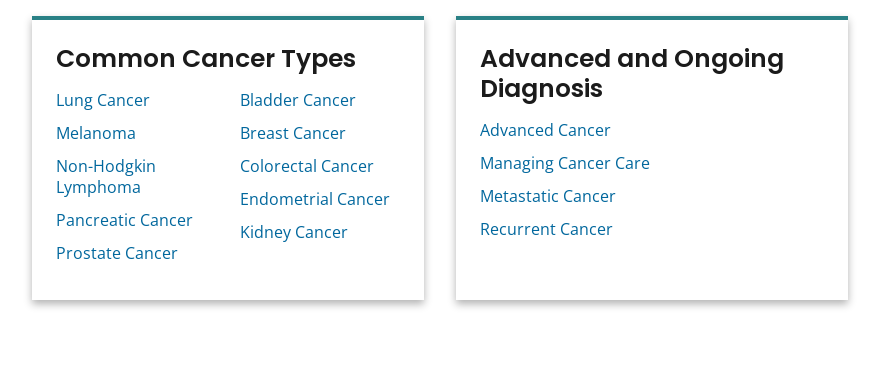 Common Cancer Types
Lung Cancer
Melanoma
Non-Hodgkin
Lymphoma
Pancreatic Cancer
Prostate Cancer
Bladder Cancer
Breast Cancer
Colorectal Cancer
Endometrial Cancer
Kidney Cancer
Advanced and Ongoing
Diagnosis
Advanced Cancer
Managing Cancer Care
Metastatic Cancer
Recurrent Cancer